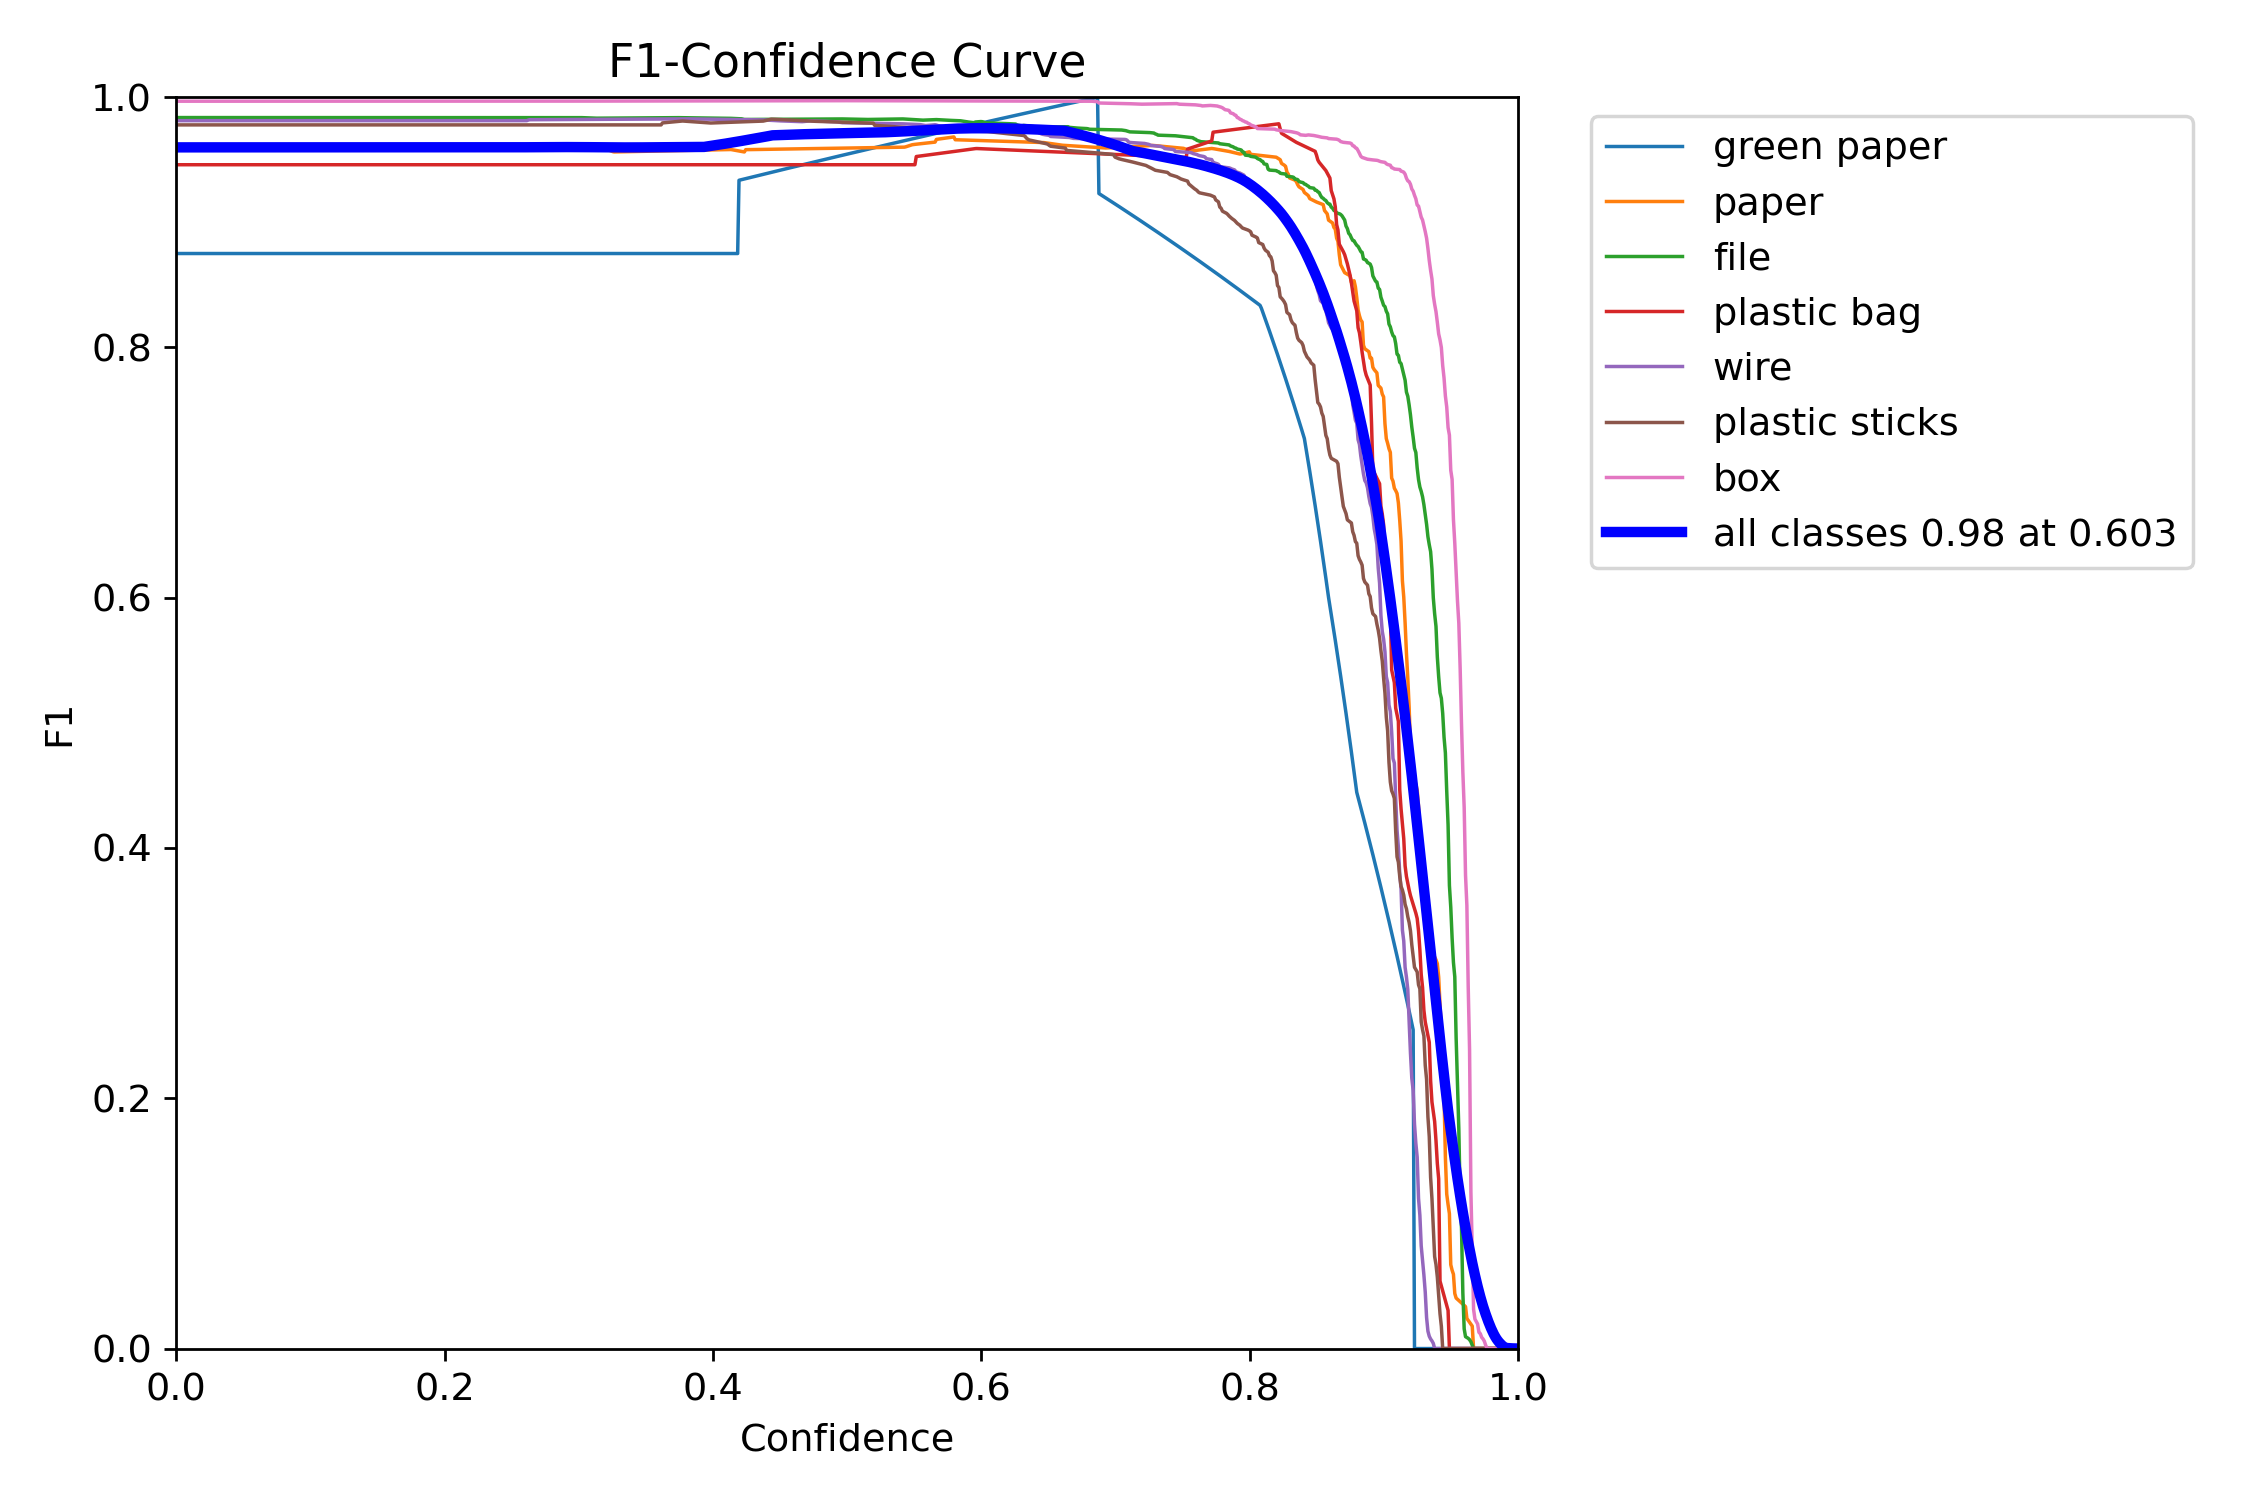 F1-Confidence Curve
1.0
0.8
0.6
0.4
0.2
0.0
F1
0.0 0.2 0.4 0.6 0.8 1.0
Confidence
green paper
paper
file
plastic bag
wire
plastic sticks
box
all classes 0.98 at 0.603